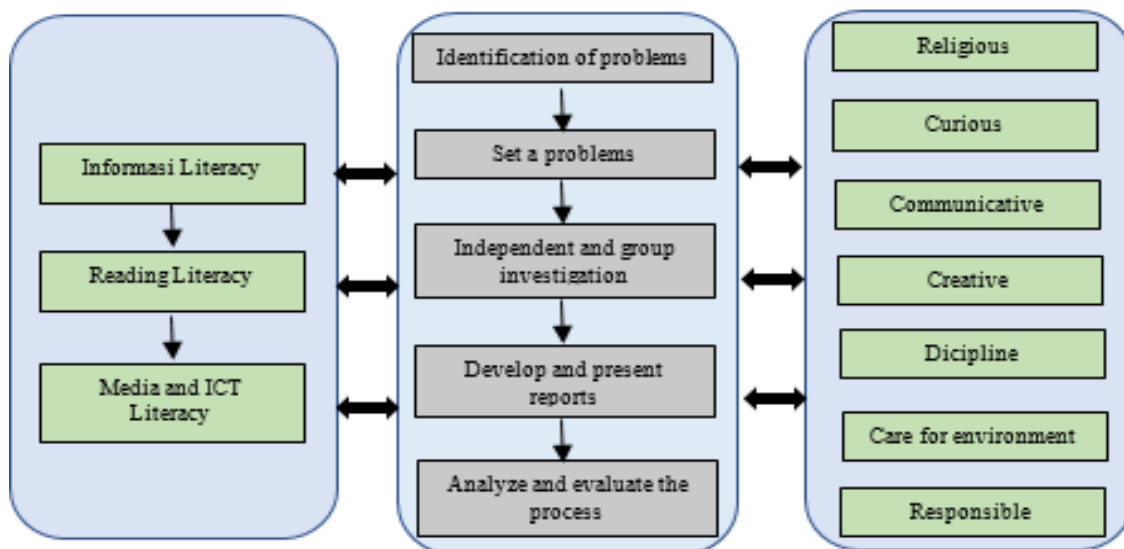 Informasi Literacy
Reading Literacy
Media and ICT
Literacy
Identification of problems
Set a problems
Independent and group
investigation
Develop and present
reports
Analyze and evaluate the
process
Religious
Curious
Communicative
Creative
Dicipline
Care for environment
Responsible